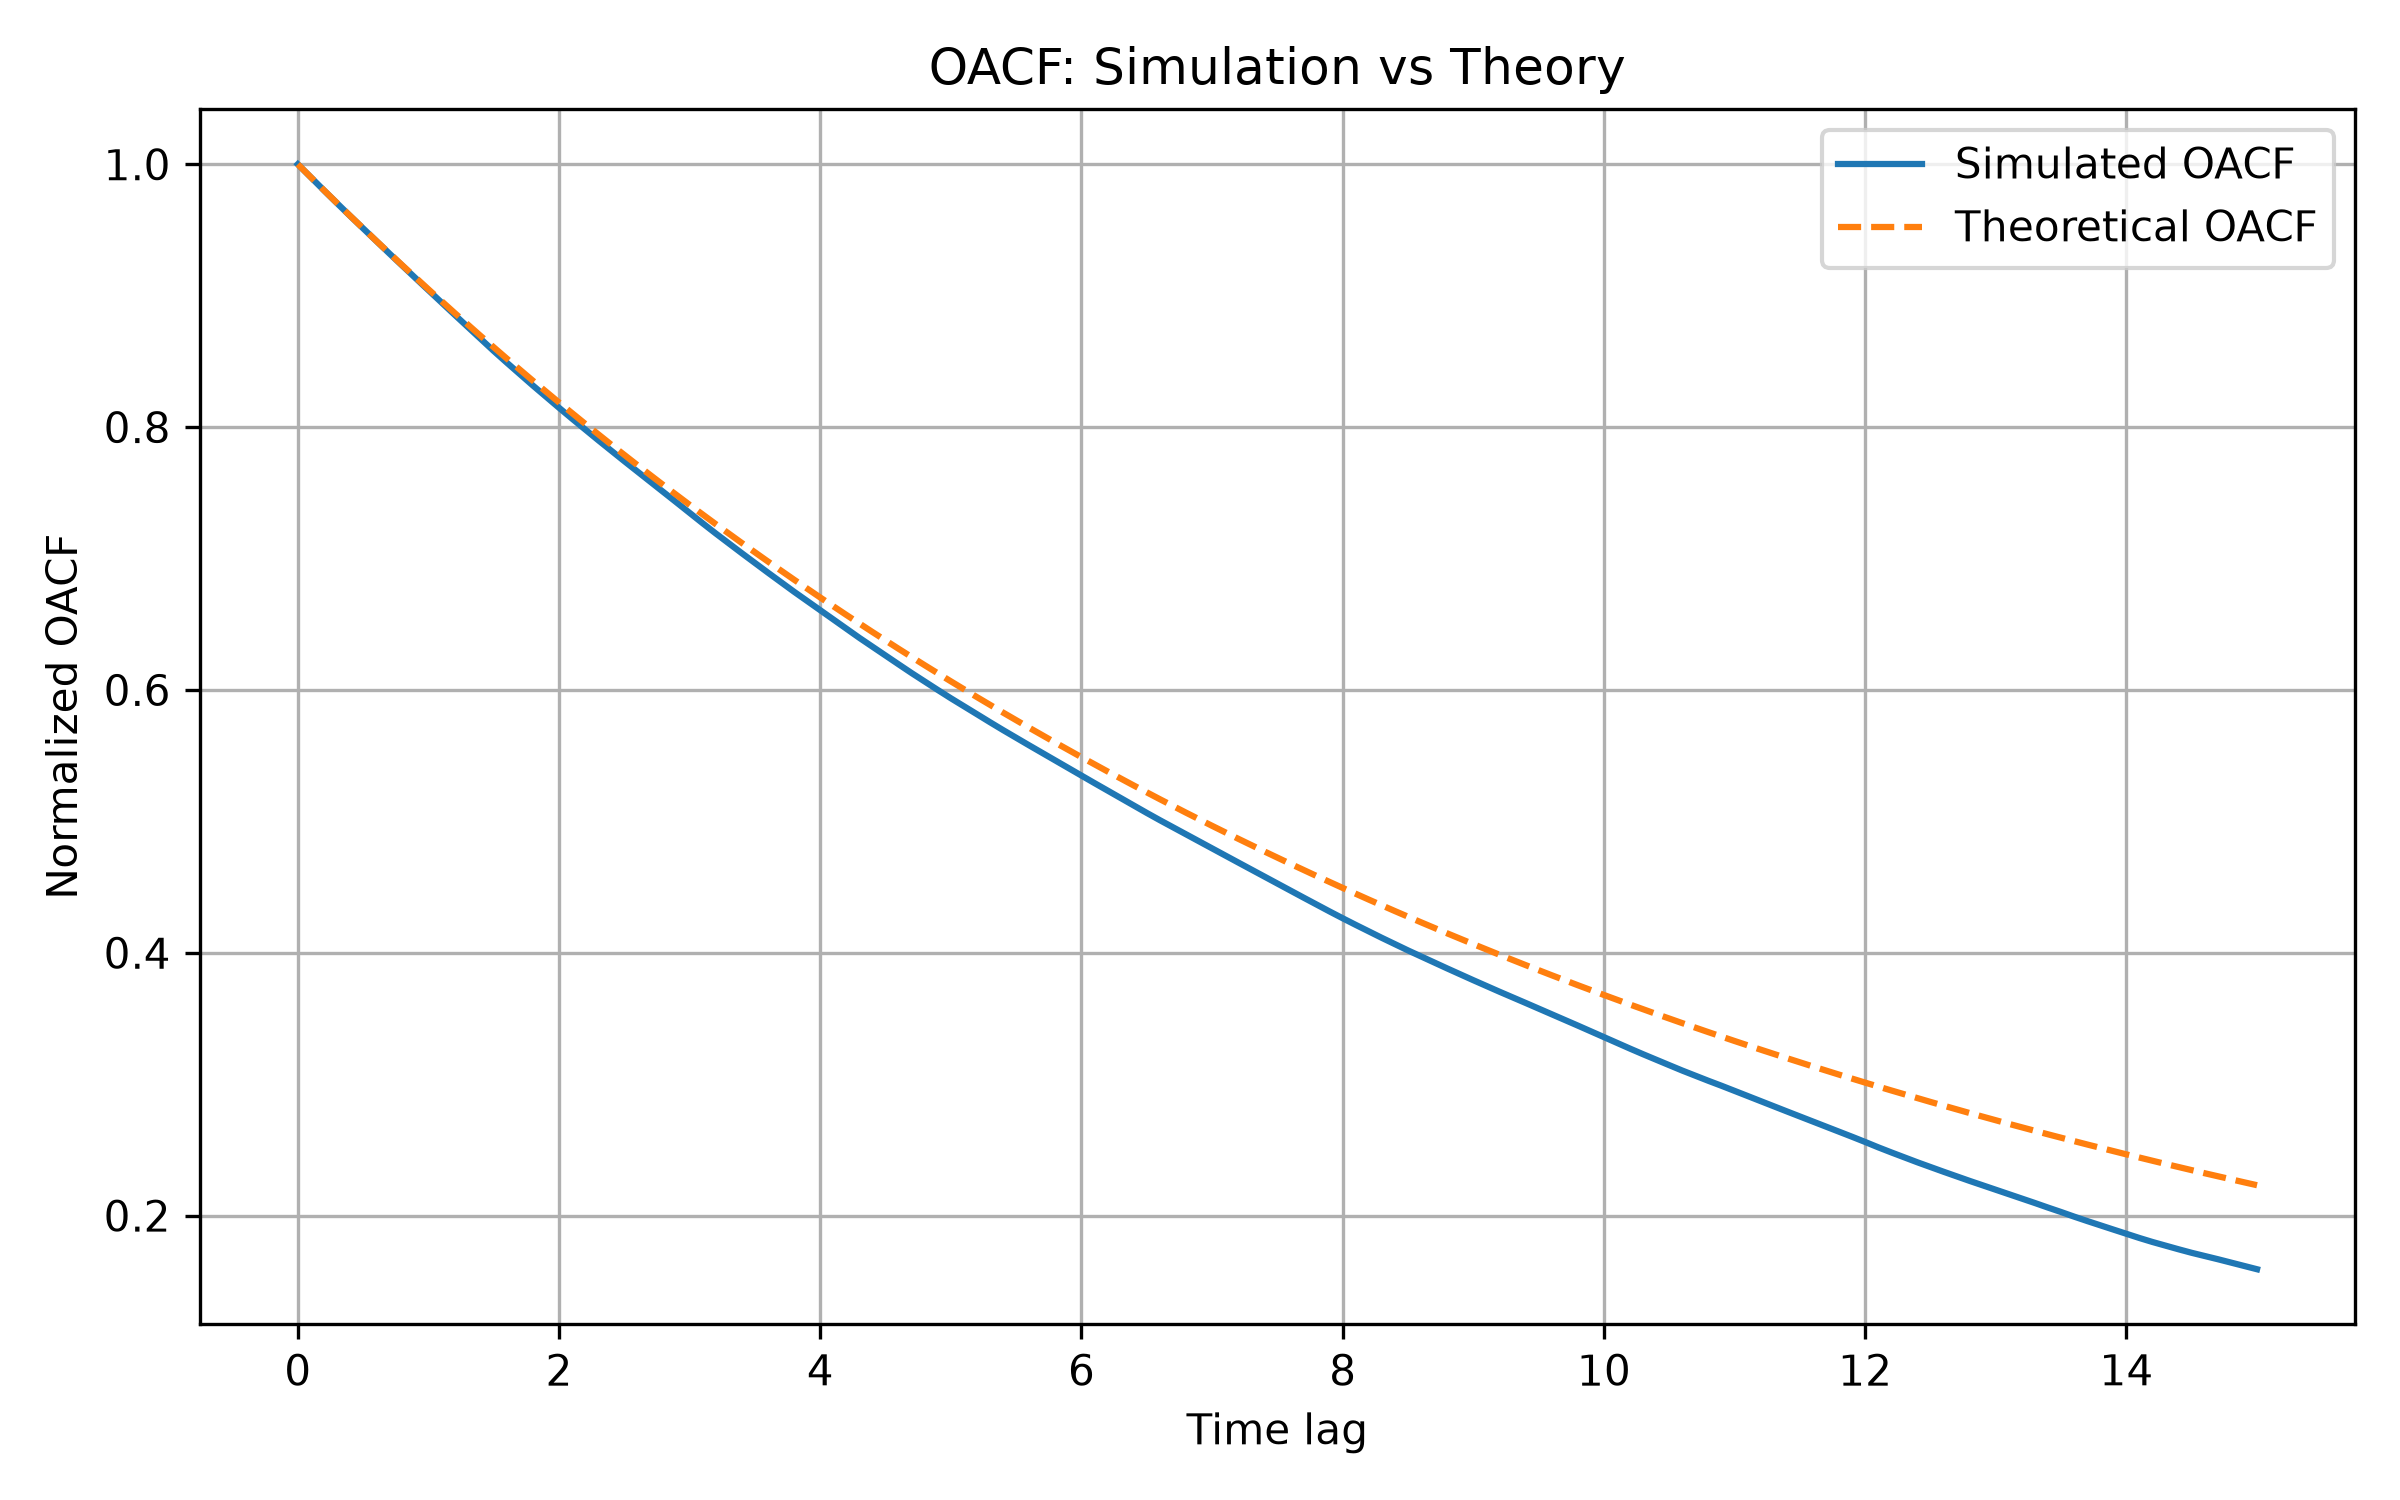 OACF: Simulation vs Theory
Simulated OACF
Theoretical OACF
Normalized OACF
1.0
0.8
0.6
0.4
0.2
0 2 4 6 8 10 12 14
Time lag